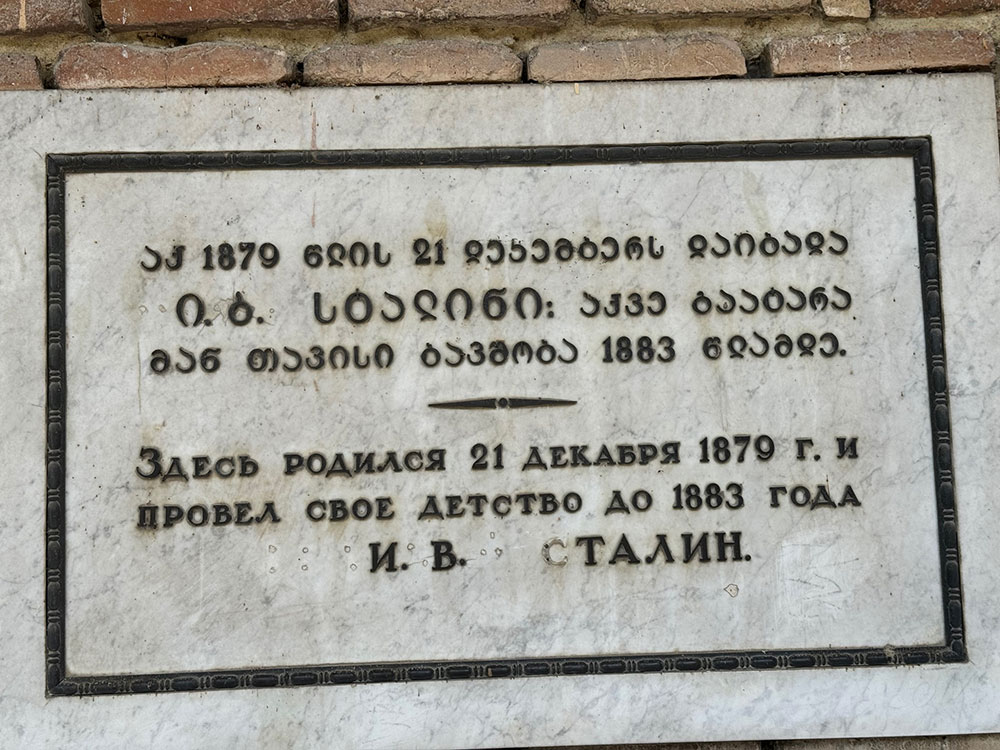 აქ 1879 წლის 21 დეკემბერს დაიბადა
ი. ბ. სტალინი: აქვე გაატარა
მან თავისი ბავშობა 1883 წლამდე.
Здесь родился 21 декабря 1879 г. и
провел свое детство до 1883 года
И. В. Сталин.